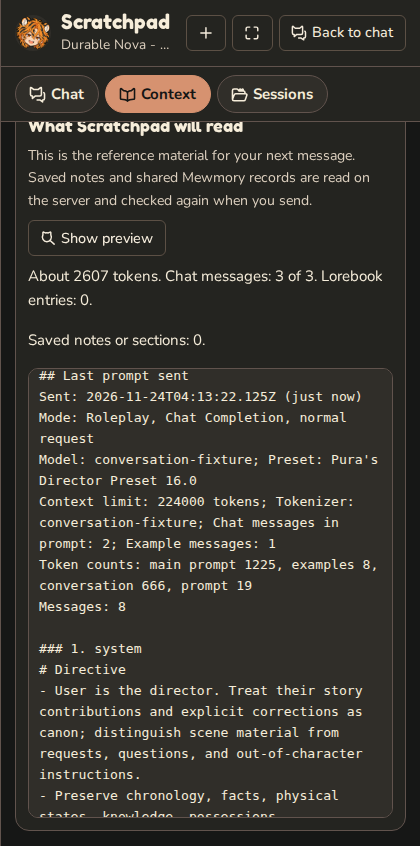 Scratchpad
Durable Nova - ...
Back to chat
Chat
Context
Sessions
What Scratchpad will read
This is the reference material for your next message.
Saved notes and shared Mewmory records are read on
the server and checked again when you send.
Show preview
About 2607 tokens. Chat messages: 3 of 3. Lorebook
entries: 0.
Saved notes or sections: 0.
## Last prompt sent
Sent: 2026-11-24T04:13:22.125Z (just now)
Mode: Roleplay, Chat Completion, normal
request
Model: conversation-fixture; Preset: Pura's
Director Preset 16.0
Context limit: 224000 tokens; Tokenizer:
conversation-fixture; Chat messages in
prompt: 2; Example messages: 1
Token counts: main prompt 1225, examples 8,
conversation 666, prompt 19
Messages: 8
### 1. system
# Directive
- User is the director. Treat their story
contributions and explicit corrections as
canon; distinguish scene material from
requests, questions, and out-of-character
instructions.
- Preserve chronology, facts, physical
states, knowledge, possessions,